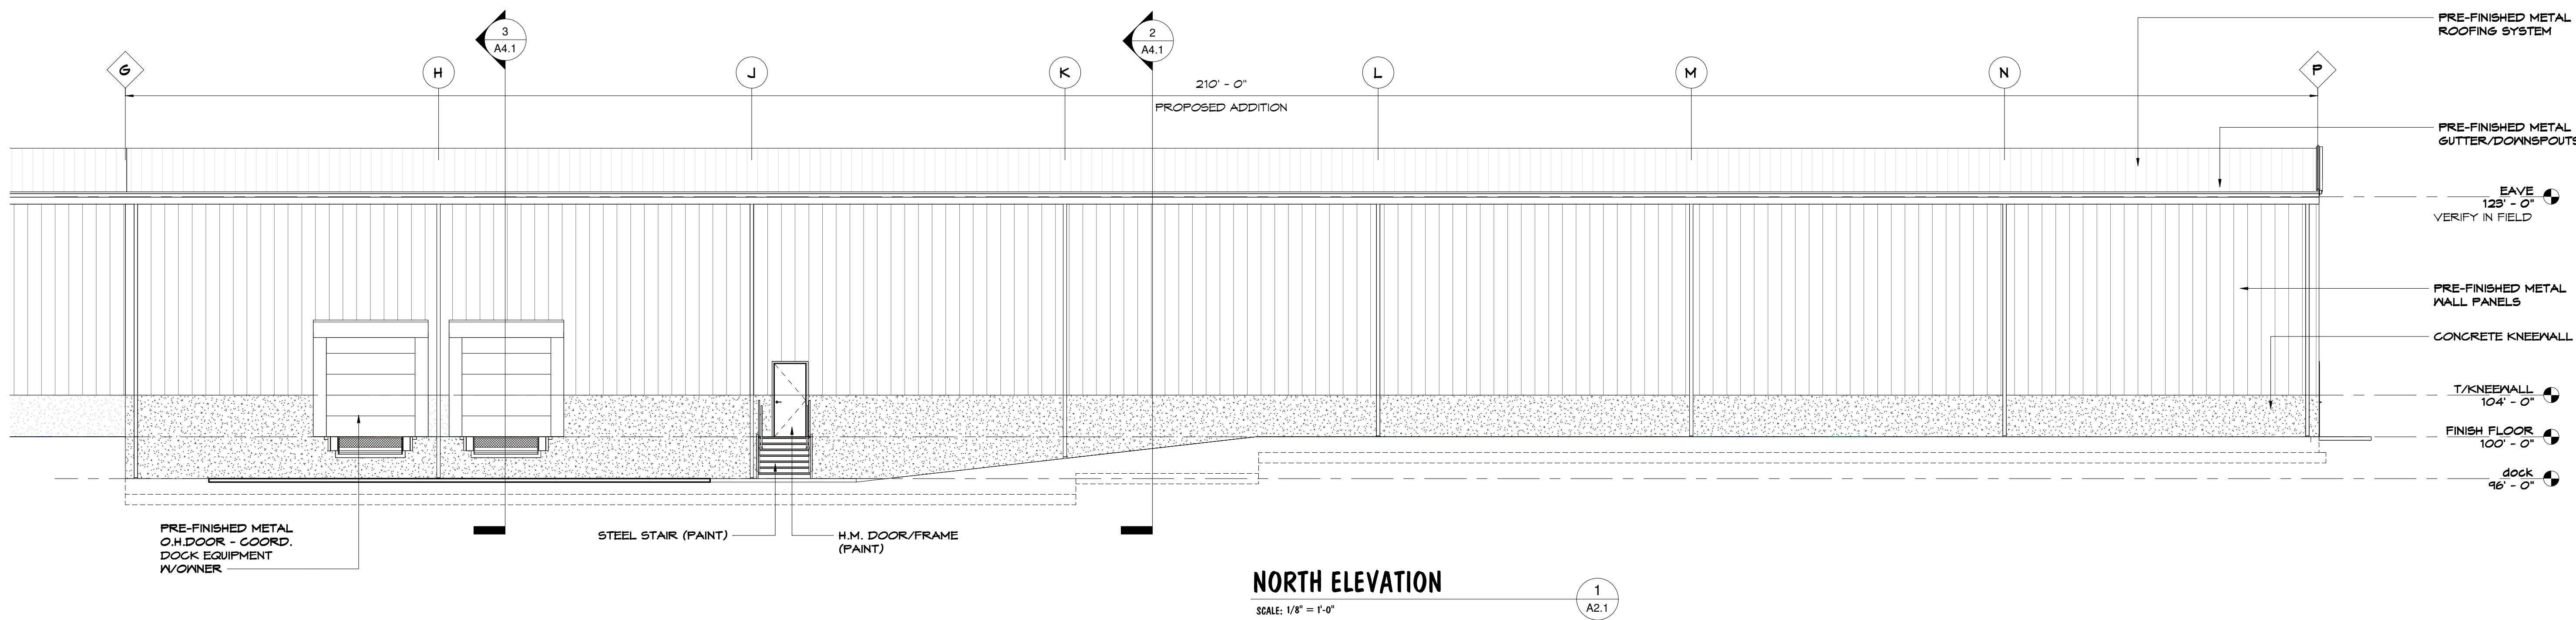 3
A4.1
2
A4.1
PRE-FINISHED METAL
ROOFING SYSTEM
G
H
J
K
L
M
N
P
210' - 0"
PROPOSED ADDITION
PRE-FINISHED METAL
GUTTER/DOWNSPOUTS
EAVE
123' - 0"
VERIFY IN FIELD
PRE-FINISHED METAL
WALL PANELS
CONCRETE KNEEWALL
T/KNEEWALL
104' - 0"
FINISH FLOOR
100' - 0"
dock
96' - 0"
PRE-FINISHED METAL
O.H.DOOR - COORD.
DOCK EQUIPMENT
W/OWNER
STEEL STAIR (PAINT)
H.M. DOOR/FRAME
(PAINT)
NORTH ELEVATION
SCALE: 1/8" = 1'-0"
1
A2.1